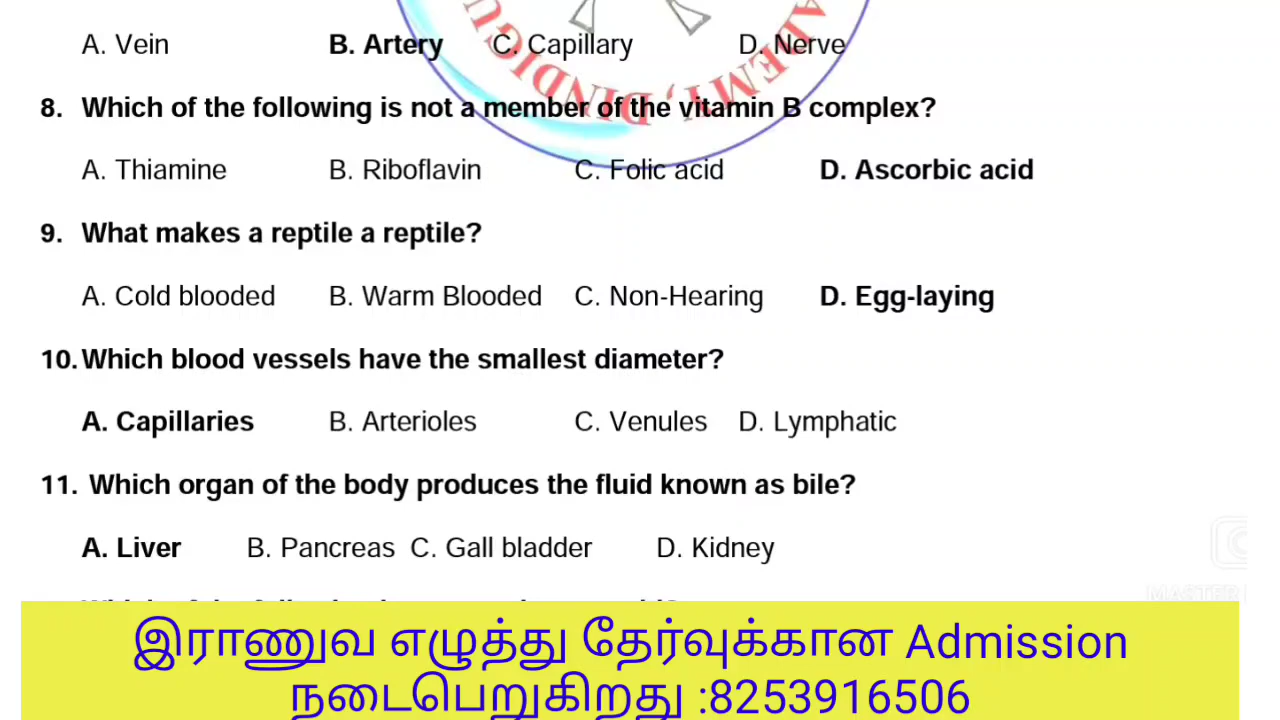 A. Vein B. Artery C. Capillary D. Nerve
8. Which of the following is not a member of the vitamin B complex?
A. Thiamine B. Riboflavin C. Folic acid D. Ascorbic acid
9. What makes a reptile a reptile?
A. Cold blooded B. Warm Blooded C. Non-Hearing D. Egg-laying
10. Which blood vessels have the smallest diameter?
A. Capillaries B. Arterioles C. Venules D. Lymphatic
11. Which organ of the body produces the fluid known as bile?
A. Liver B. Pancreas C. Gall bladder D. Kidney
MASTER
இராணுவ எழுத்து தேர்வுக்கான Admission
நடைபெறுகிறது :8253916506